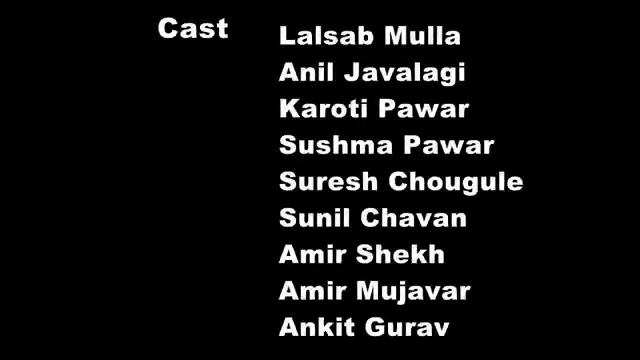 Cast
Lalsab Mulla
Anil Javalagi
Karoti Pawar
Sushma Pawar
Suresh Chougule
Sunil Chavan
Amir Shekh
Amir Mujavar
Ankit Gurav